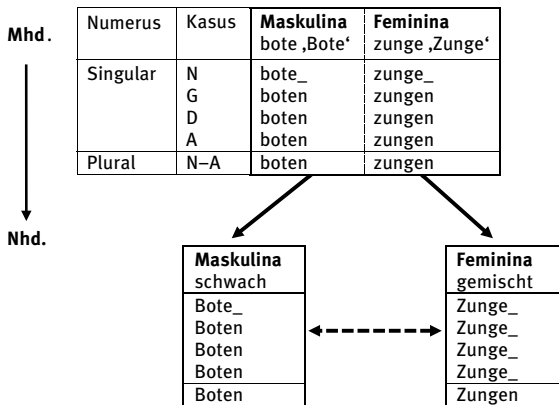 Mhd.
Numerus Kasus Maskulina Feminina
bote ‚Bote‘ zunge ‚Zunge‘
Singular N bote_ zunge_
G boten zungen
D boten zungen
A boten zungen
Plural N–A boten zungen
Nhd.
Maskulina Feminina
schwach gemischt
Bote_ Zunge_
Boten Zunge_
Boten Zunge_
Boten Zunge_
Boten Zungen